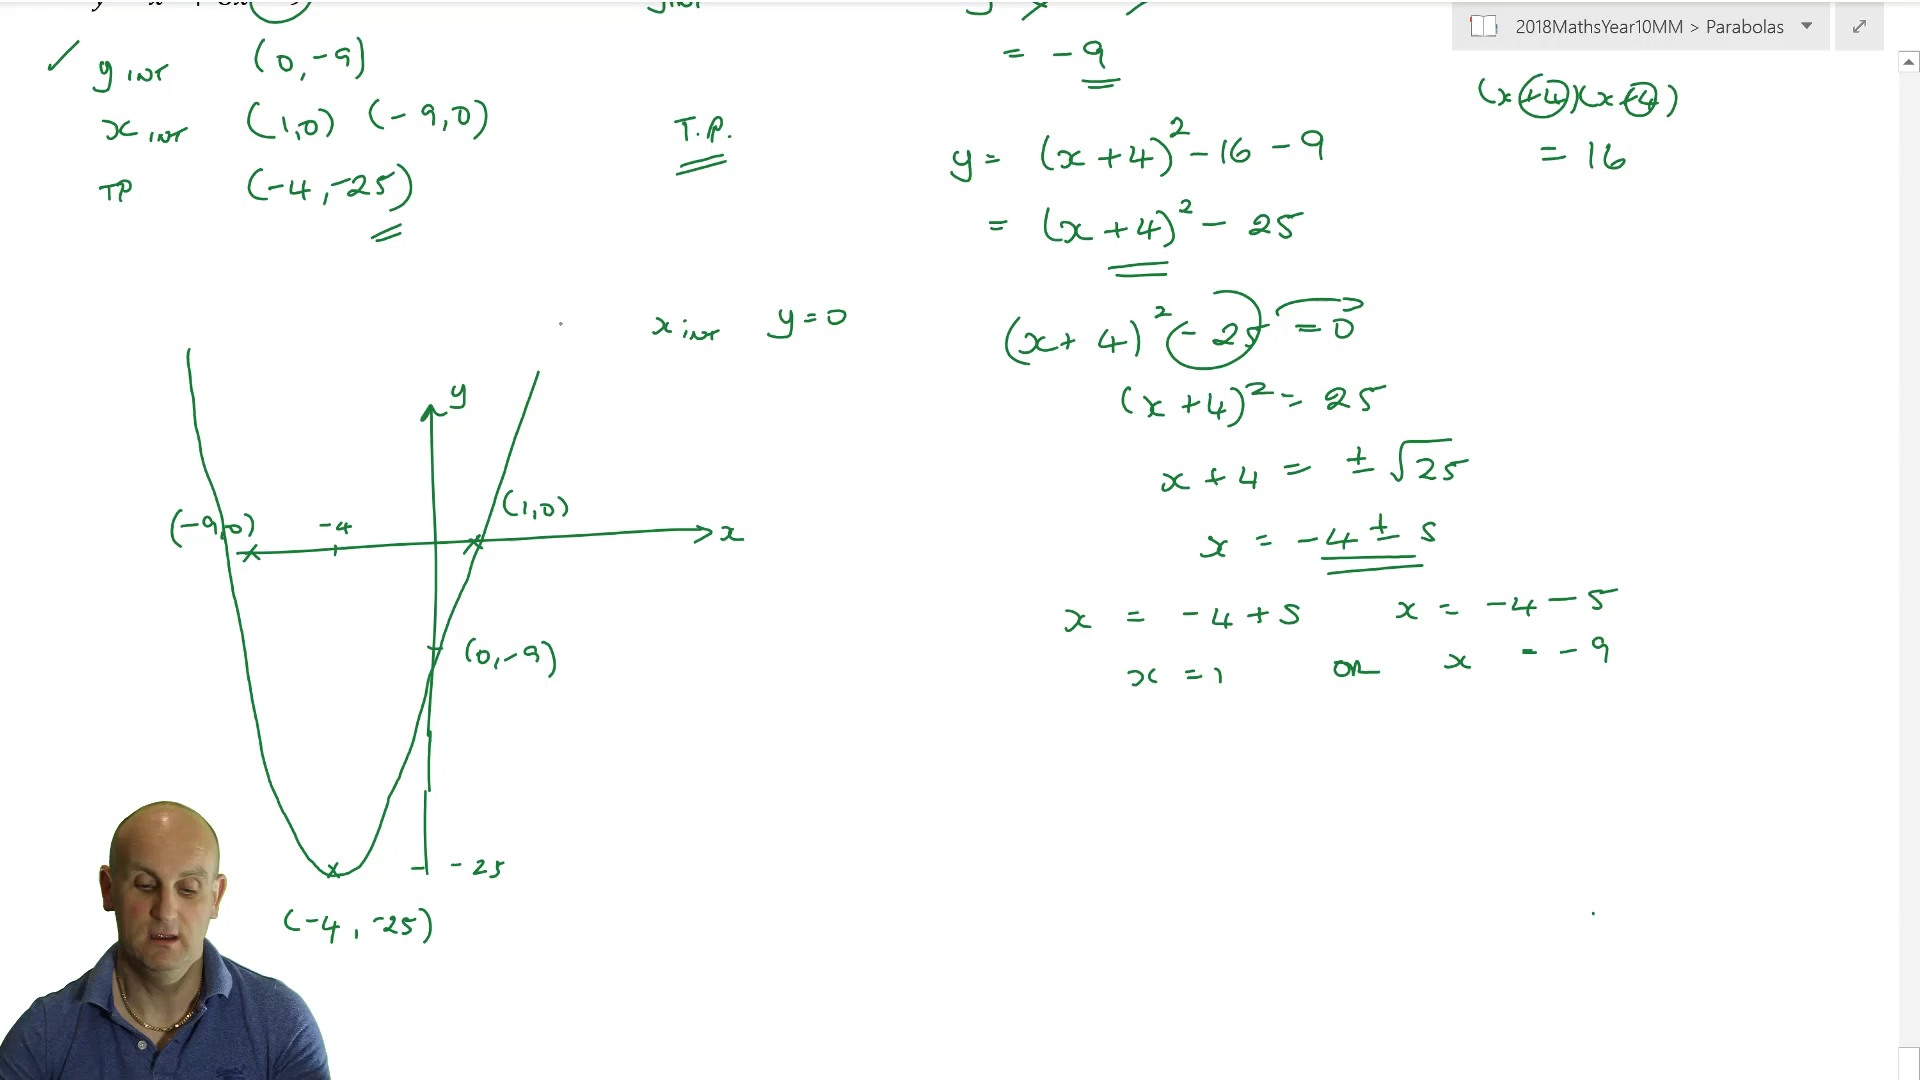 = -9
2018MathsYear10MM > Parabolas
✓ y INT (0,-9)
x INT (1,0) (-9,0)
TP (-4,-25)
T.P.
y = (x+4)² - 16 - 9
= (x+4)² - 25
(x+4)(x+4)
= 16
x INT y=0
(x+4)² - 25 = 0
(x+4)² = 25
x + 4 = ± √25
x = -4 ± 5
x = -4 + 5 x = -4 - 5
x = 1 OR x = -9
y
(1,0)
(-9,0) -4 x
(0,-9)
-25
(-4, -25)